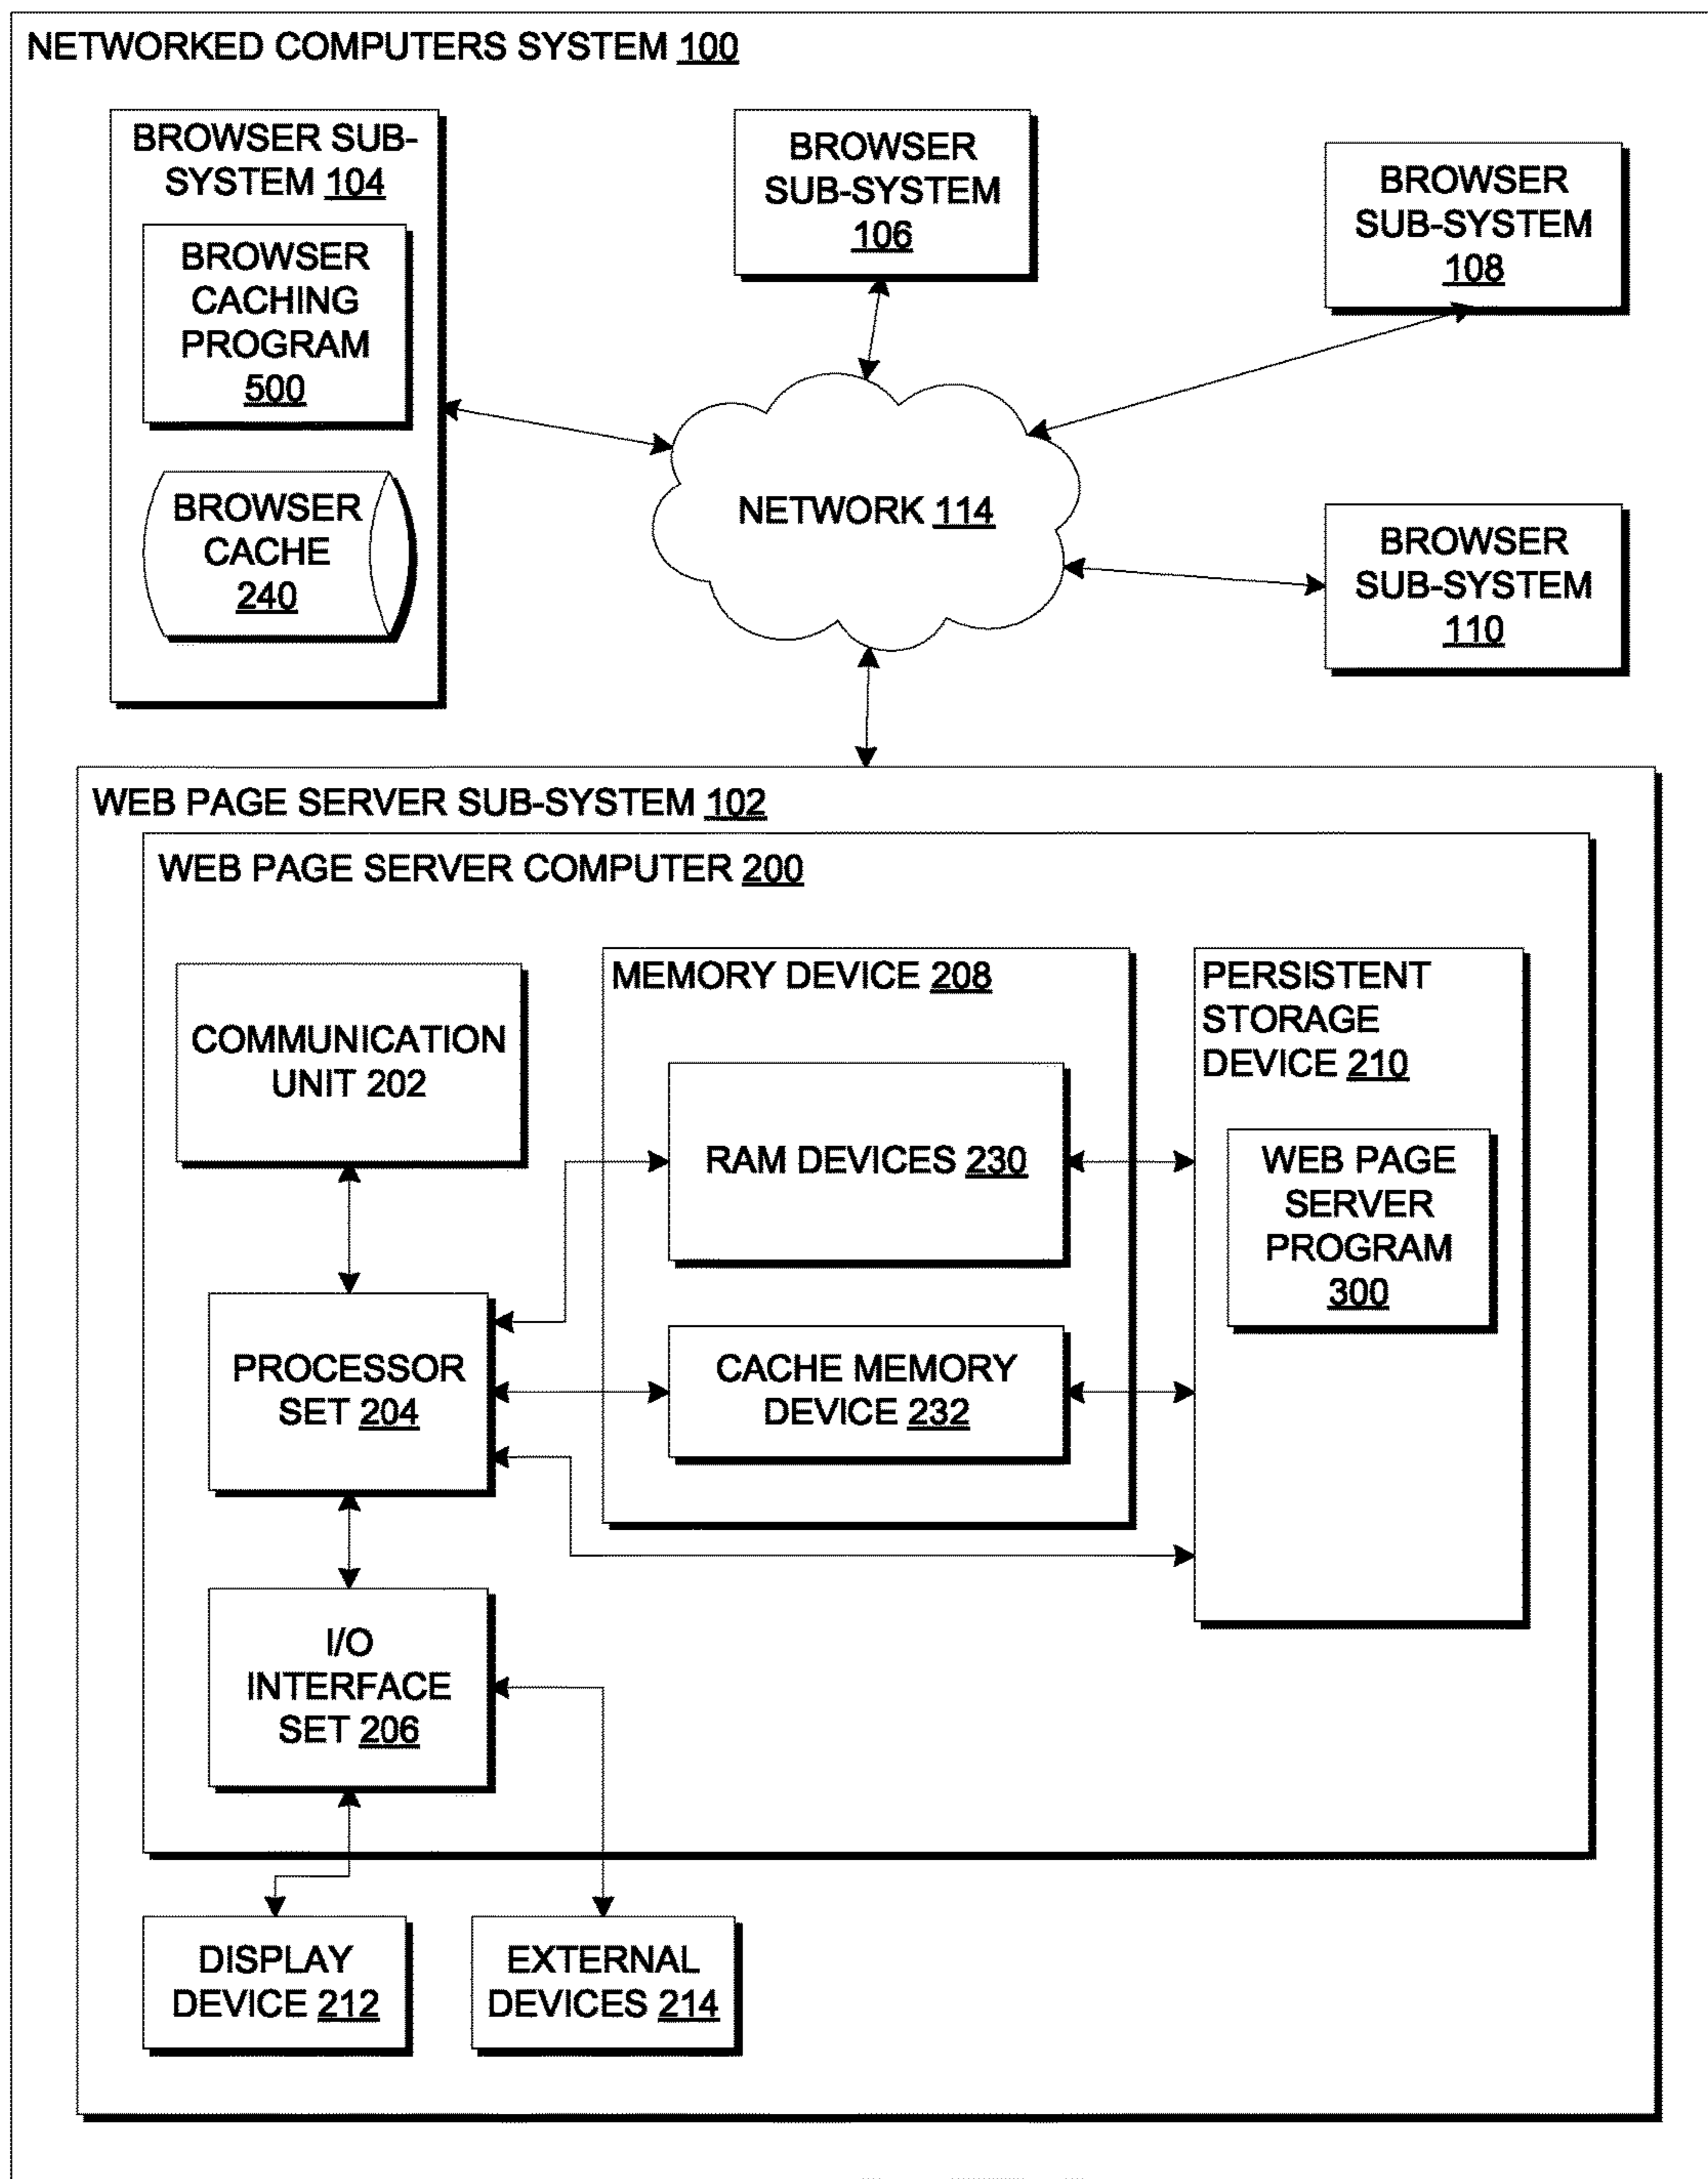 NETWORKED COMPUTERS SYSTEM 100
BROWSER SUB-
SYSTEM 104
BROWSER
CACHING
PROGRAM
500
BROWSER
CACHE
240
BROWSER
SUB-SYSTEM
106
BROWSER
SUB-SYSTEM
108
NETWORK 114
BROWSER
SUB-SYSTEM
110
WEB PAGE SERVER SUB-SYSTEM 102
WEB PAGE SERVER COMPUTER 200
COMMUNICATION
UNIT 202
MEMORY DEVICE 208
RAM DEVICES 230
CACHE MEMORY
DEVICE 232
PERSISTENT
STORAGE
DEVICE 210
WEB PAGE
SERVER
PROGRAM
300
PROCESSOR
SET 204
I/O
INTERFACE
SET 206
DISPLAY
DEVICE 212
EXTERNAL
DEVICES 214